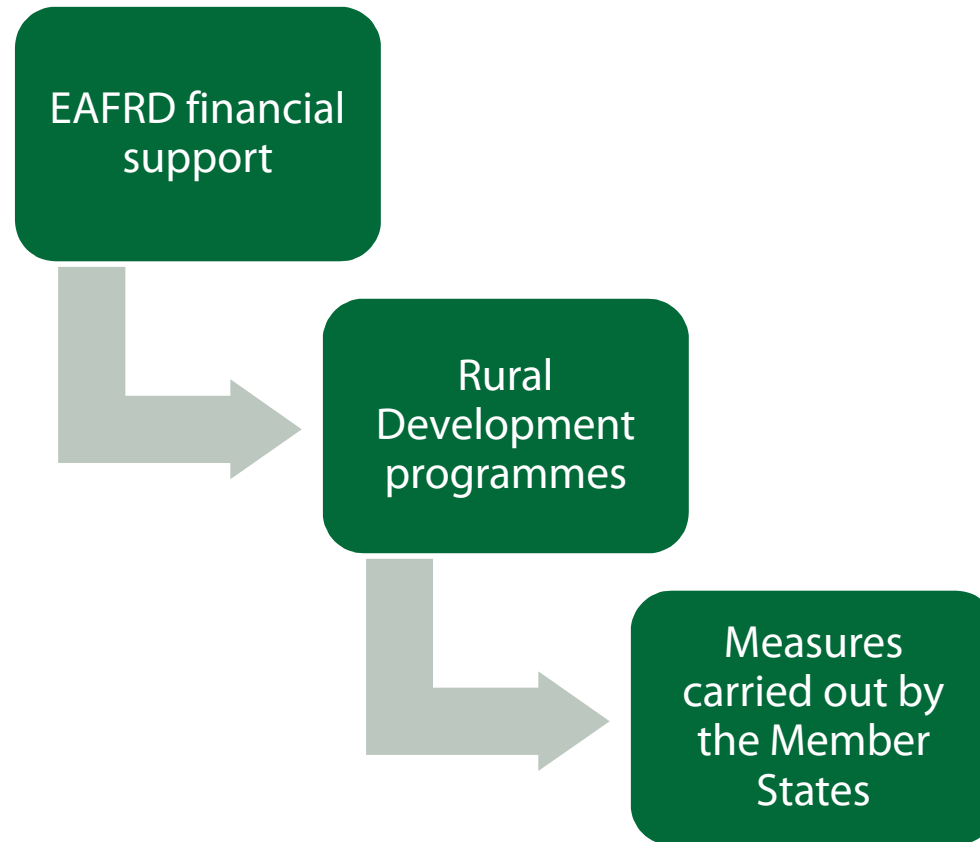 EAFRD financial
support
Rural
Development
programmes
Measures
carried out by
the Member
States